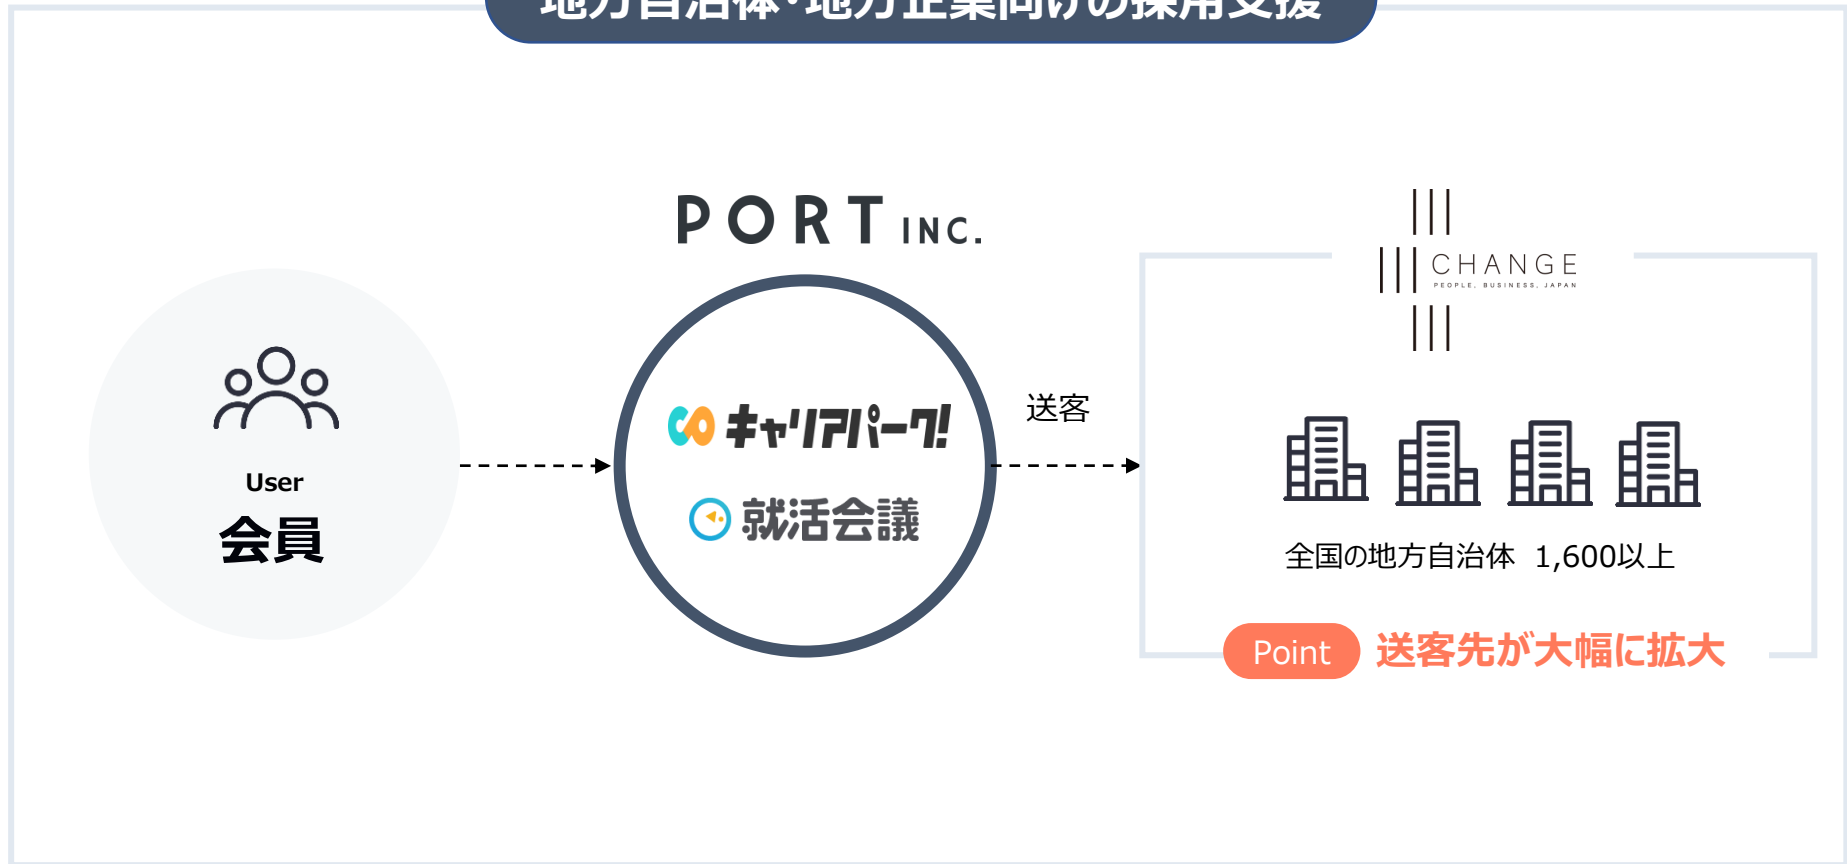 地方自治体・地方企業向けの採用支援
PORT INC.
CHANGE
PEOPLE, BUSINESS, JAPAN
キャリアパーク!
送客
User
会員
就活会議
全国の地方自治体 1,600以上
Point 送客先が大幅に拡大